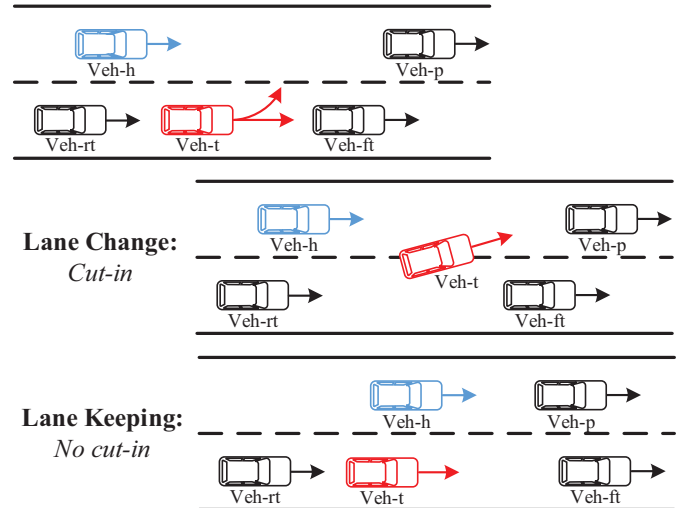 Veh-h
Veh-p
Veh-rt
Veh-t
Veh-ft
Lane Change:
Cut-in
Veh-h
Veh-p
Veh-t
Veh-rt
Veh-ft
Lane Keeping:
No cut-in
Veh-h
Veh-p
Veh-rt
Veh-t
Veh-ft